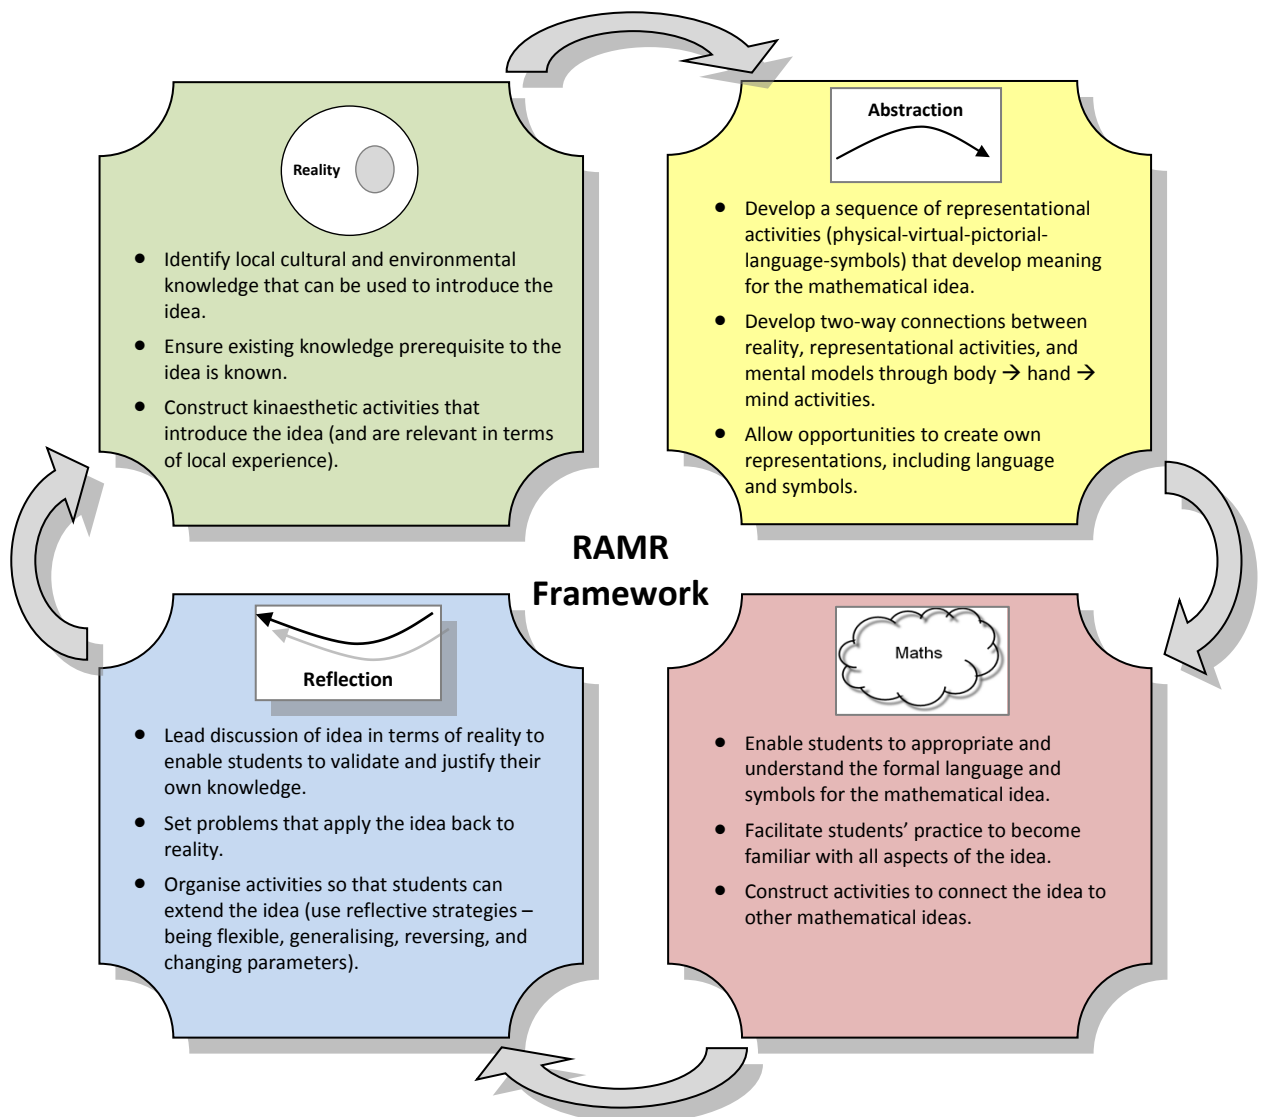 Reality
• Identify local cultural and environmental
knowledge that can be used to introduce the
idea.
• Ensure existing knowledge prerequisite to the
idea is known.
• Construct kinaesthetic activities that
introduce the idea (and are relevant in terms
of local experience).
Abstraction
• Develop a sequence of representational
activities (physical-virtual-pictorial-
language-symbols) that develop meaning
for the mathematical idea.
• Develop two-way connections between
reality, representational activities, and
mental models through body → hand →
mind activities.
• Allow opportunities to create own
representations, including language
and symbols.
RAMR
Framework
Maths
• Enable students to appropriate and
understand the formal language and
symbols for the mathematical idea.
• Facilitate students’ practice to become
familiar with all aspects of the idea.
• Construct activities to connect the idea to
other mathematical ideas.
Reflection
• Lead discussion of idea in terms of reality to
enable students to validate and justify their
own knowledge.
• Set problems that apply the idea back to
reality.
• Organise activities so that students can
extend the idea (use reflective strategies –
being flexible, generalising, reversing, and
changing parameters).